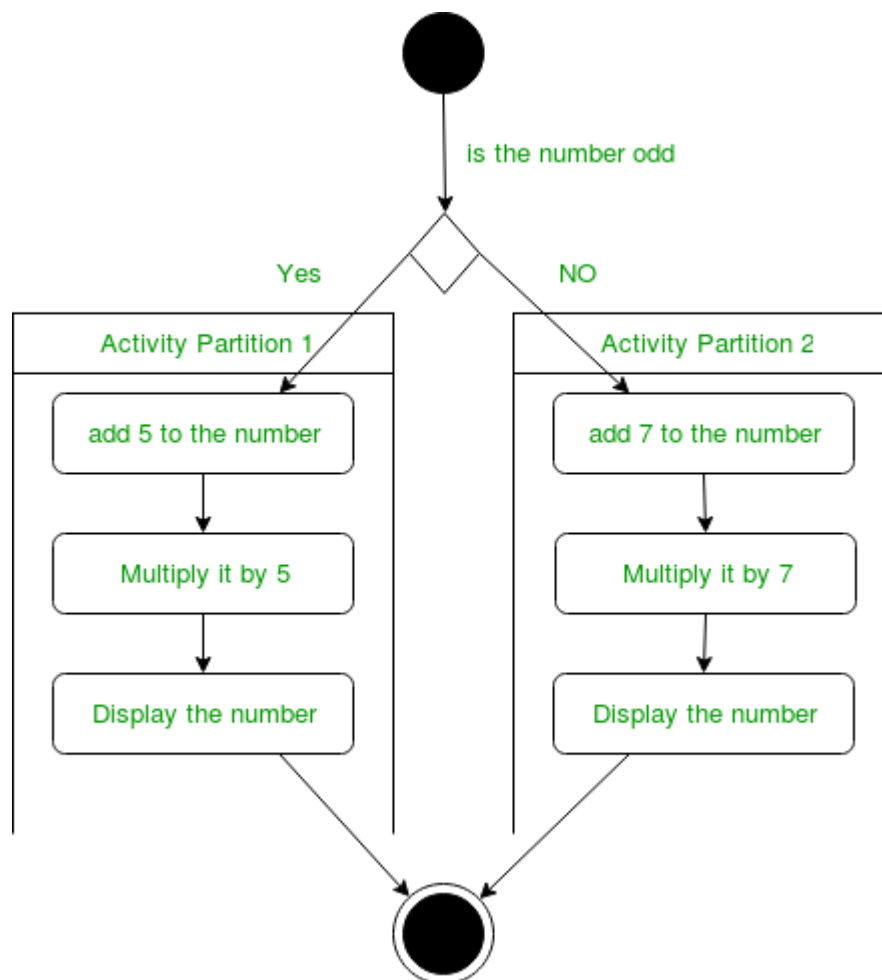 is the number odd
Yes
NO
Activity Partition 1
Activity Partition 2
add 5 to the number
add 7 to the number
Multiply it by 5
Multiply it by 7
Display the number
Display the number